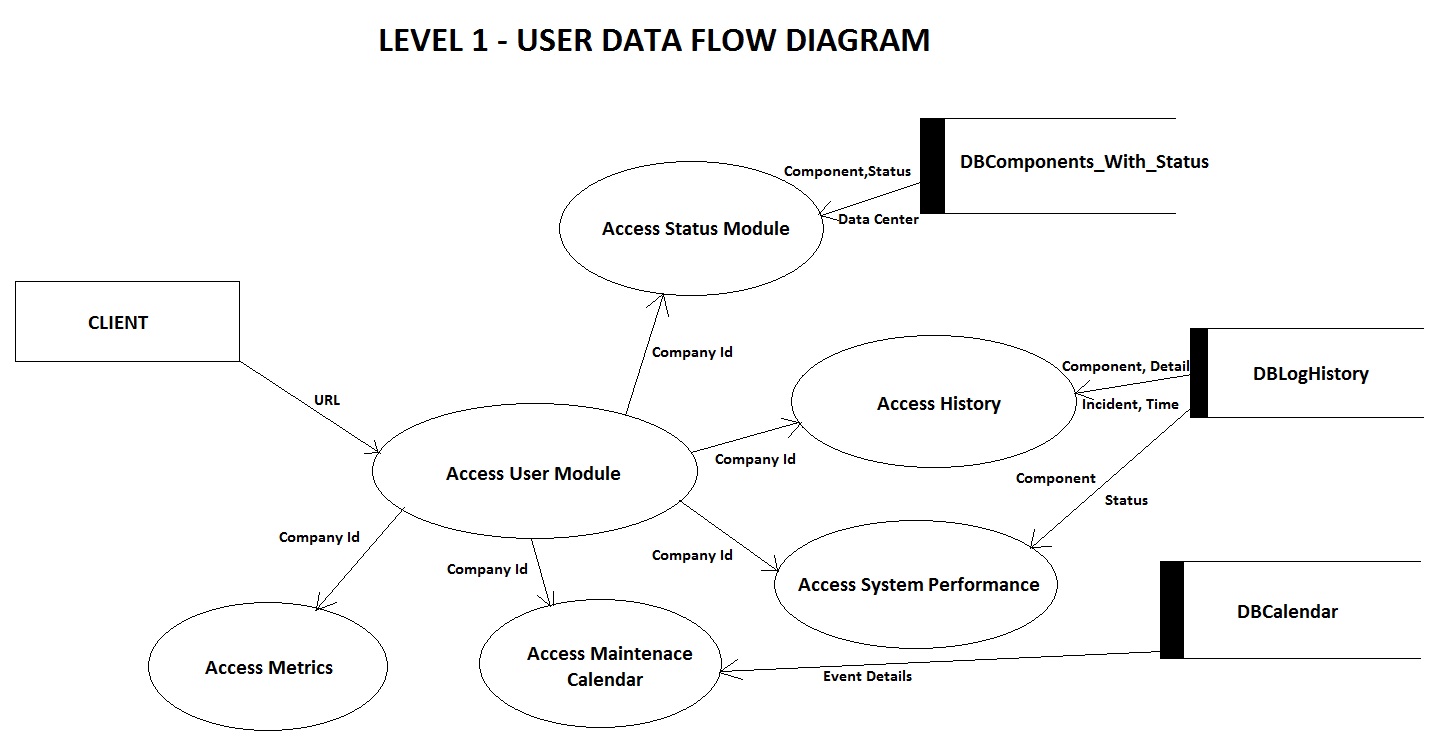 LEVEL 1 - USER DATA FLOW DIAGRAM
DBComponents_With_Status
Component,Status
Data Center
Access Status Module
CLIENT
Company Id
Component, Detail
DBLogHistory
URL
Access History
Incident, Time
Company Id
Access User Module
Component
Status
Company Id
Company Id
Company Id
Access System Performance
DBCalendar
Access Metrics
Access Maintenace
Calendar
Event Details